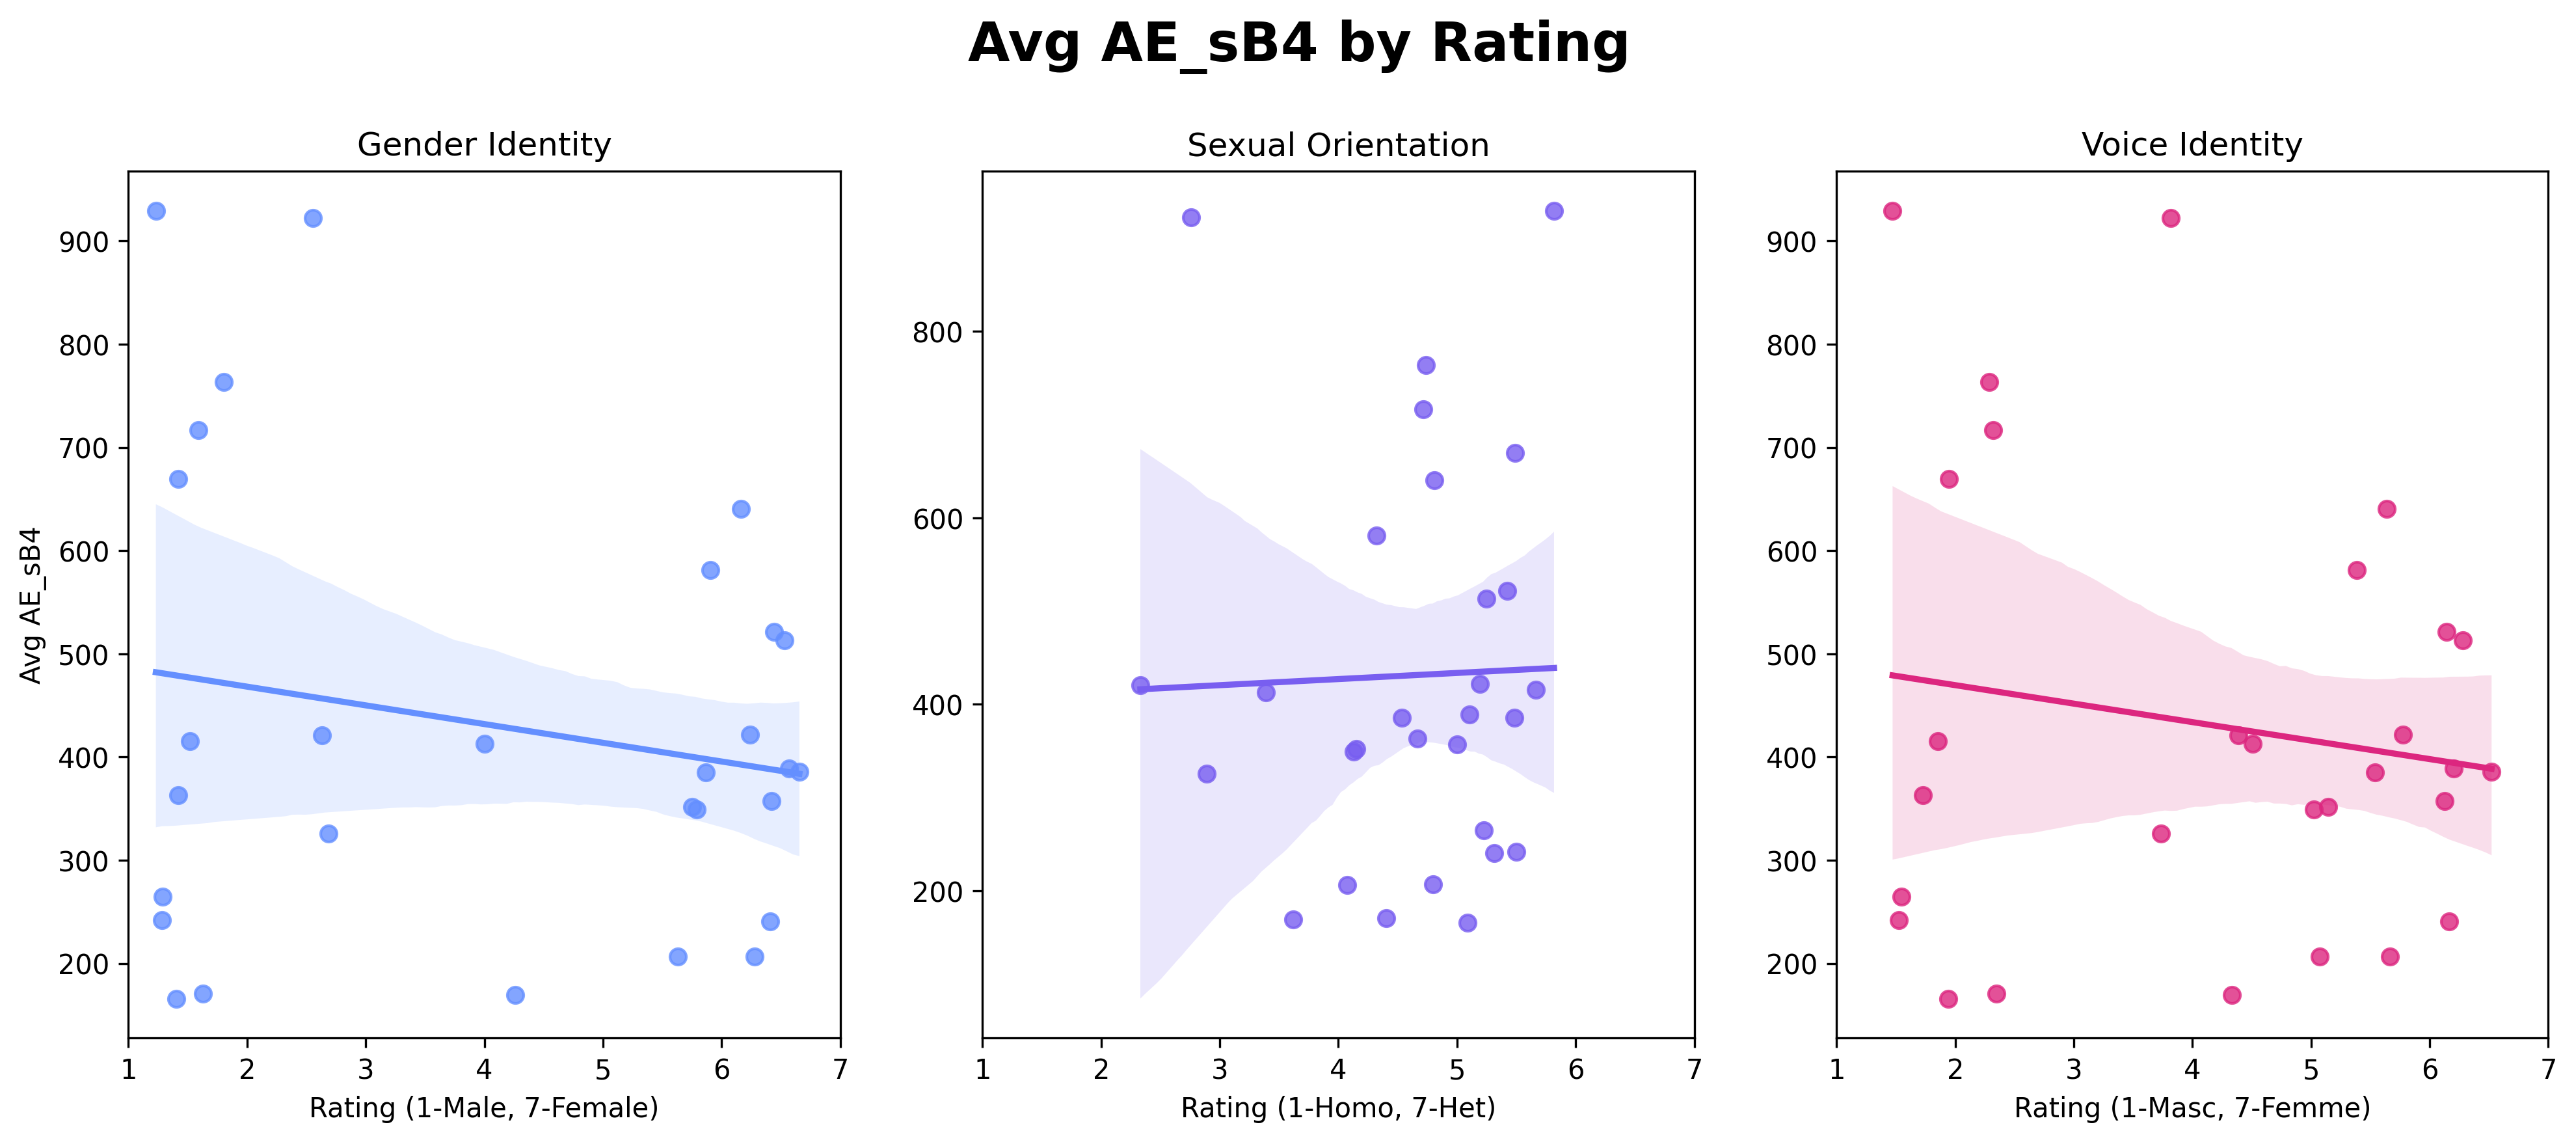 Avg AE_sB4 by Rating
Gender Identity
Sexual Orientation
Voice Identity
Avg AE_sB4
900
800
700
600
500
400
300
200
1 2 3 4 5 6 7
Rating (1-Male, 7-Female)
800
600
400
200
1 2 3 4 5 6 7
Rating (1-Homo, 7-Het)
900
800
700
600
500
400
300
200
1 2 3 4 5 6 7
Rating (1-Masc, 7-Femme)